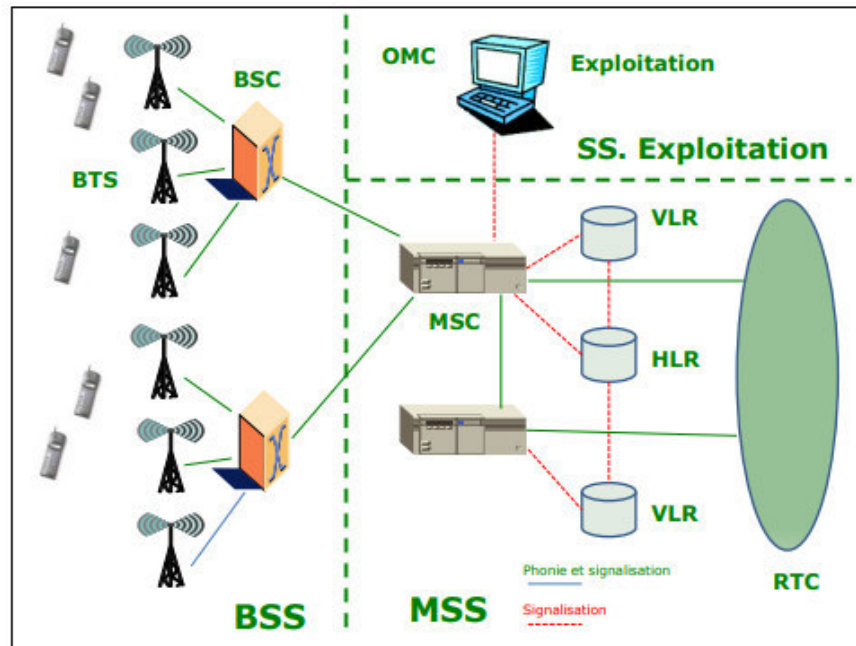 OMC
Exploitation
BSC
SS. Exploitation
BTS
VLR
MSC
HLR
VLR
Phonie et signalisation
RTC
BSS
MSS
Signalisation